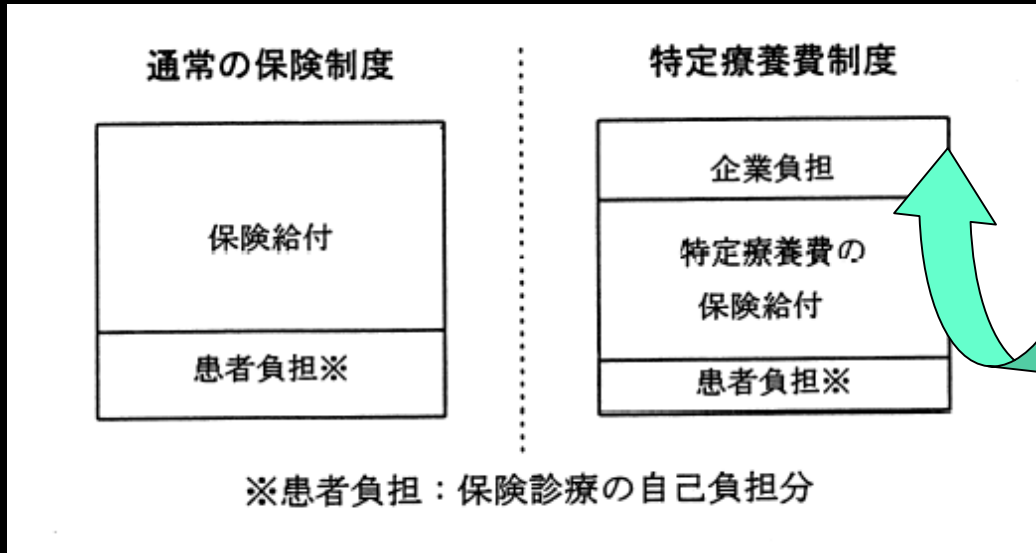 通常の保険制度
保険給付
患者負担※
特定療養費制度
企業負担
特定療養費の
保険給付
患者負担※
※患者負担：保険診療の自己負担分